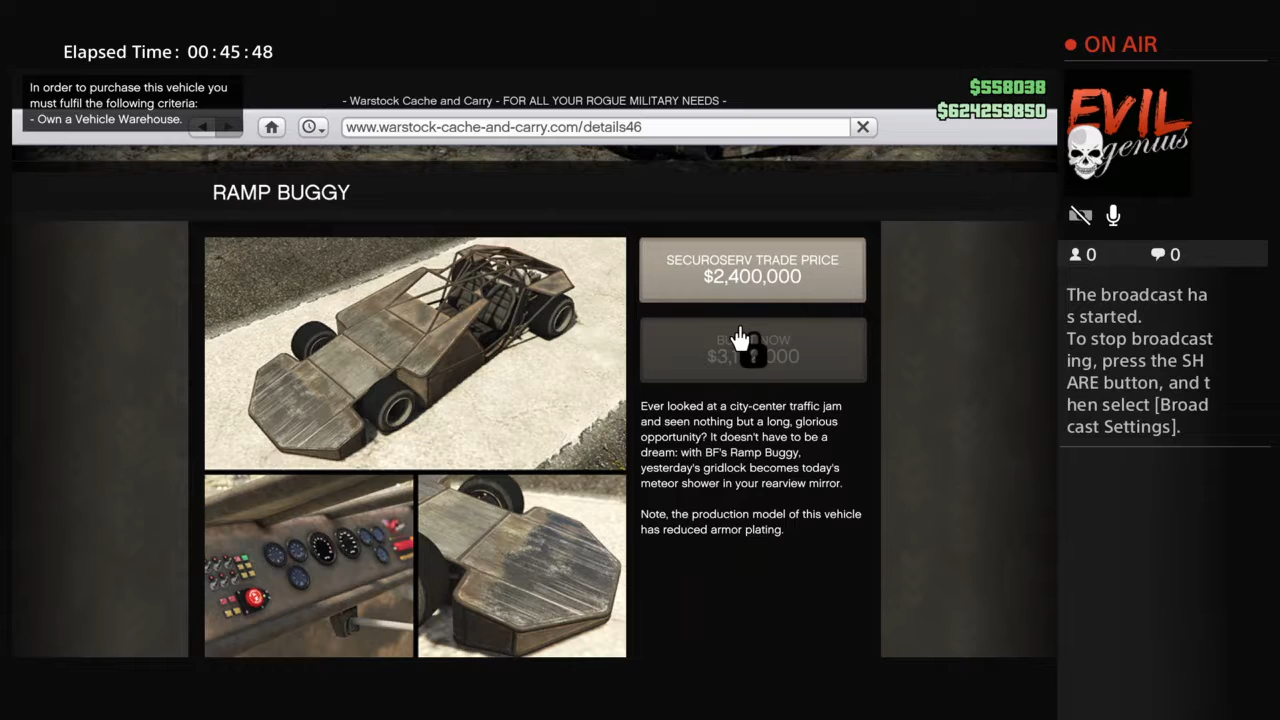 Elapsed Time: 00:45:48
ON AIR
In order to purchase this vehicle you
must fulfil the following criteria:
- Own a Vehicle Warehouse.
- Warstock Cache and Carry - FOR ALL YOUR ROGUE MILITARY NEEDS -
$558038
$624259850
www.warstock-cache-and-carry.com/details46
EVIL
genius
RAMP BUGGY
SECUROSERV TRADE PRICE
$2,400,000
NOW
0
0
The broadcast ha
s started.
To stop broadcast
ing, press the SH
ARE button, and t
hen select [Broad
cast Settings].
Ever looked at a city-center traffic jam
and seen nothing but a long, glorious
opportunity? It doesn't have to be a
dream: with BF's Ramp Buggy,
yesterday's gridlock becomes today's
meteor shower in your rearview mirror.
Note, the production model of this vehicle
has reduced armor plating.